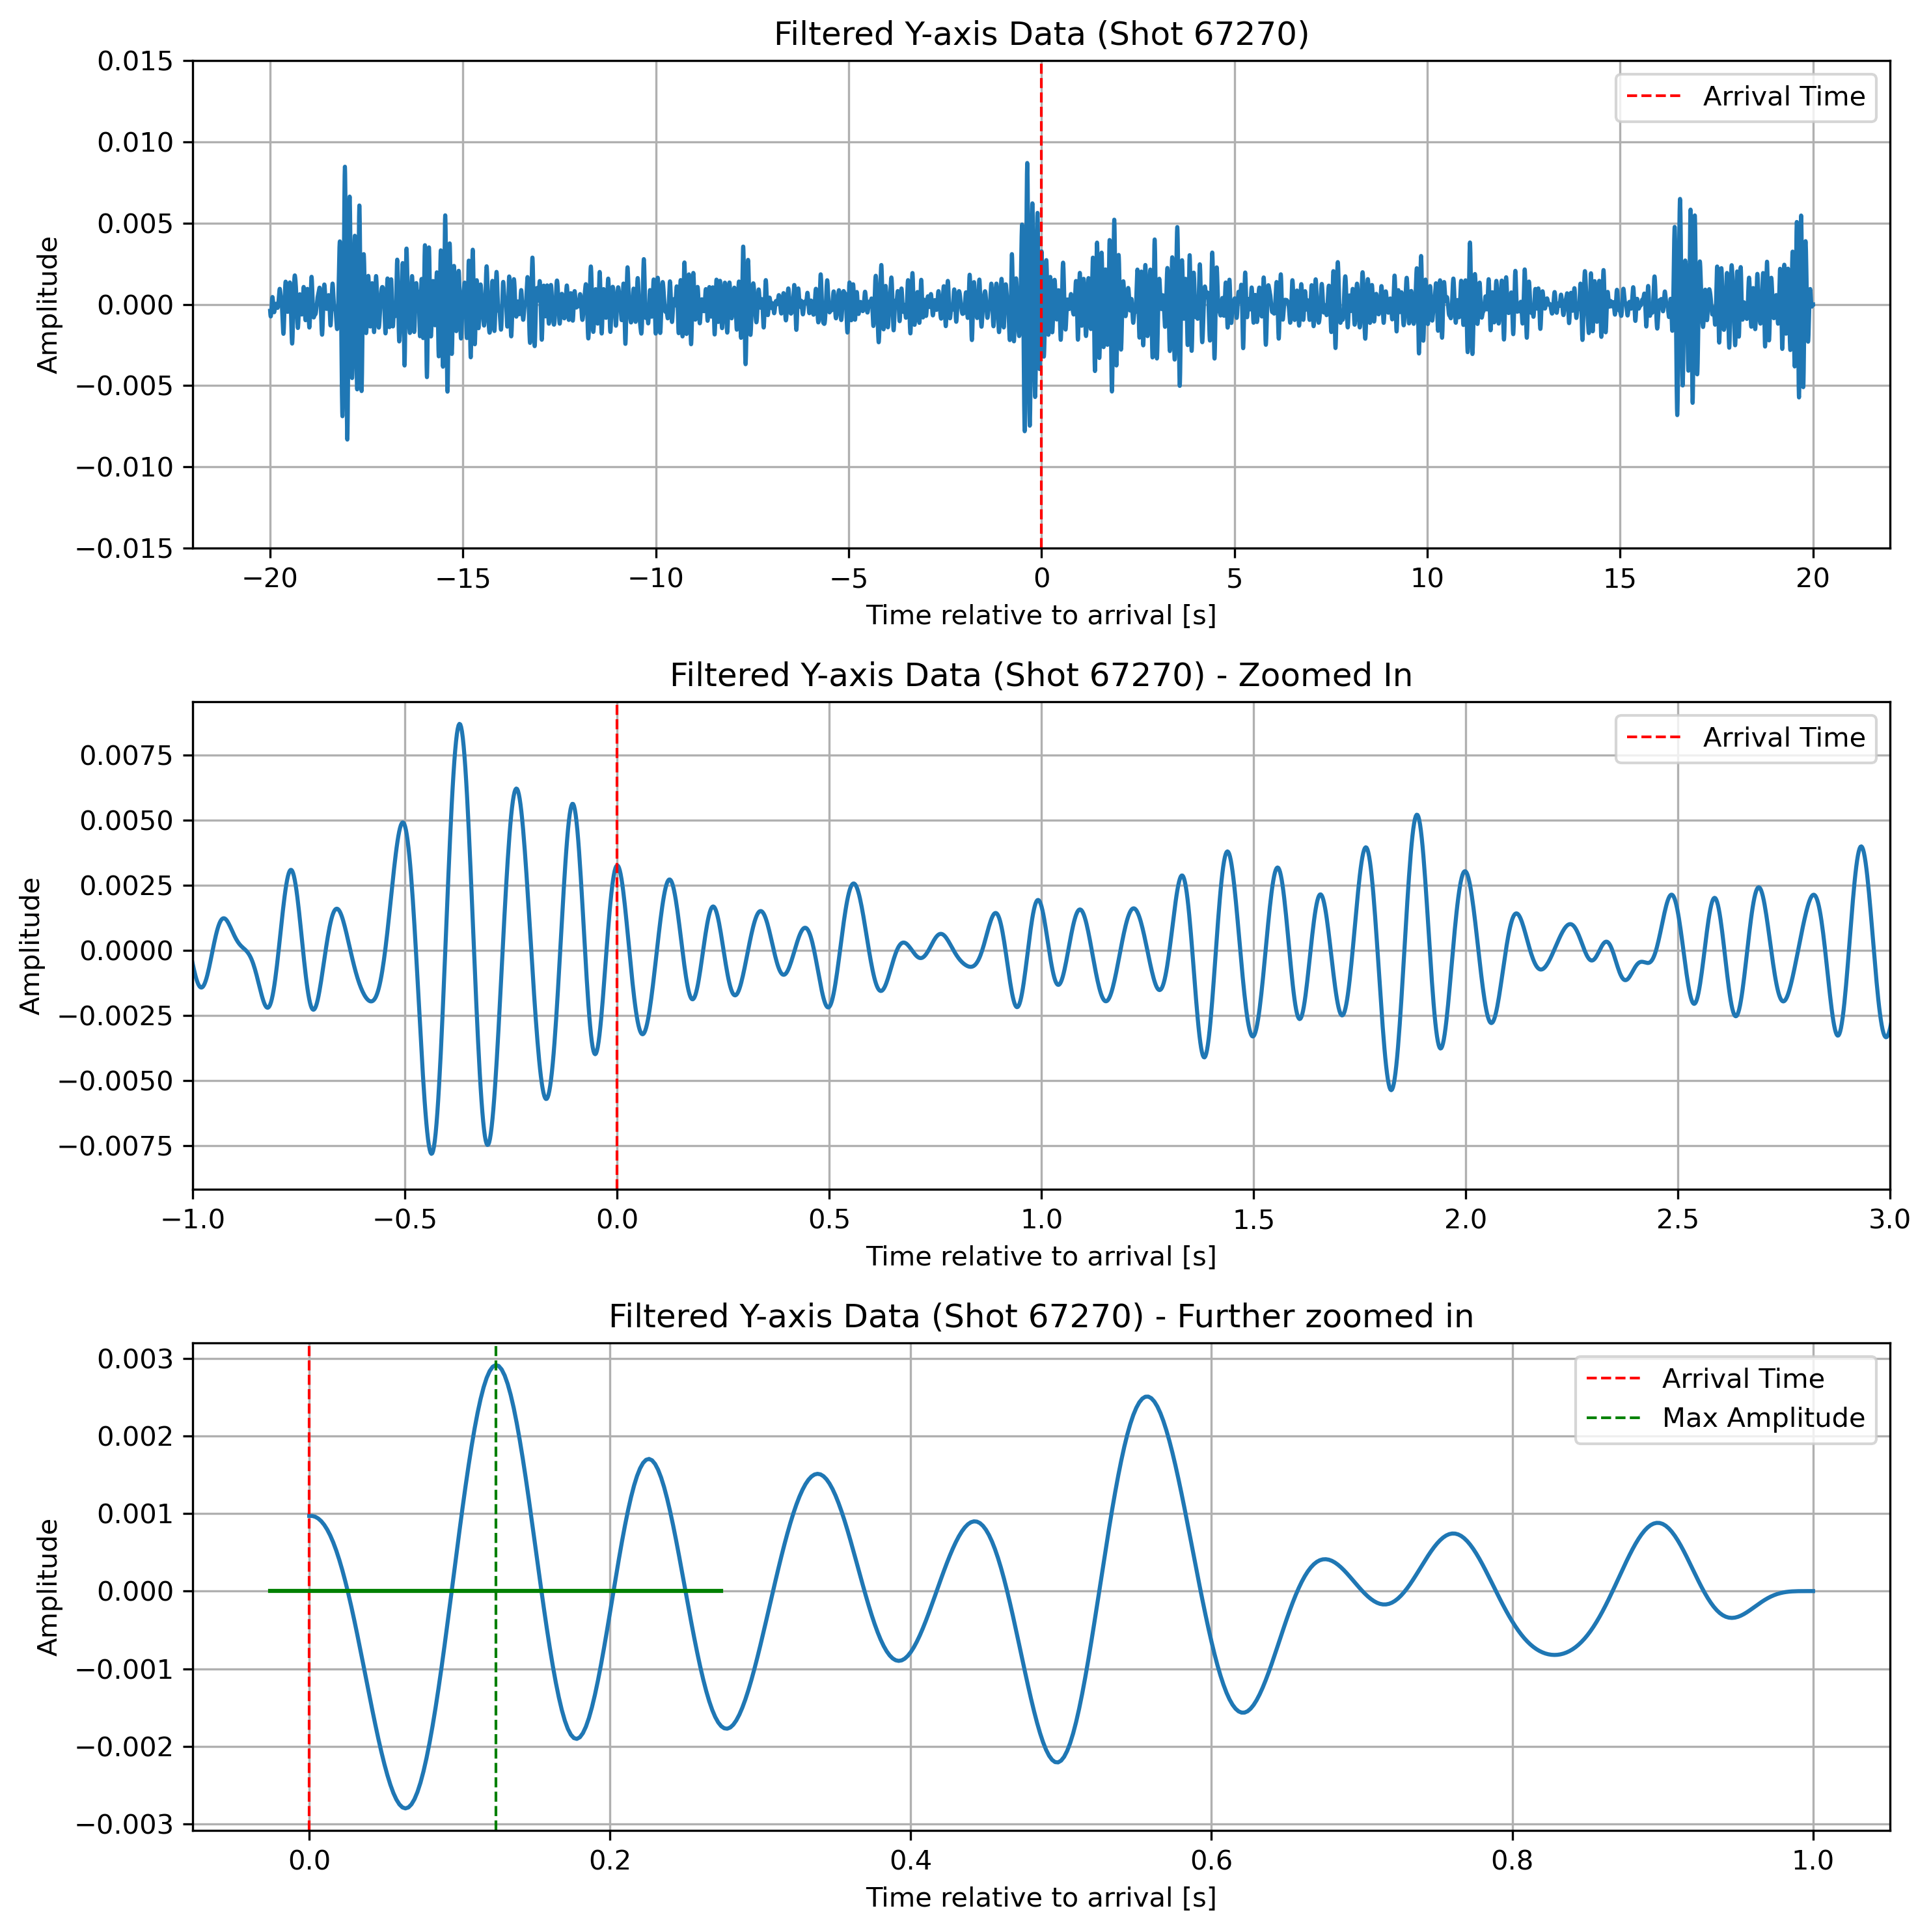 Filtered Y-axis Data (Shot 67270)
0.015
0.010
0.005
0.000
−0.005
−0.010
−0.015
Amplitude
Arrival Time
−20 −15 −10 −5 0 5 10 15 20
Time relative to arrival [s]
Filtered Y-axis Data (Shot 67270) - Zoomed In
0.0075
0.0050
0.0025
0.0000
−0.0025
−0.0050
−0.0075
Amplitude
Arrival Time
−1.0 −0.5 0.0 0.5 1.0 1.5 2.0 2.5 3.0
Time relative to arrival [s]
Filtered Y-axis Data (Shot 67270) - Further zoomed in
0.003
0.002
0.001
0.000
−0.001
−0.002
−0.003
Amplitude
Arrival Time
Max Amplitude
0.0 0.2 0.4 0.6 0.8 1.0
Time relative to arrival [s]